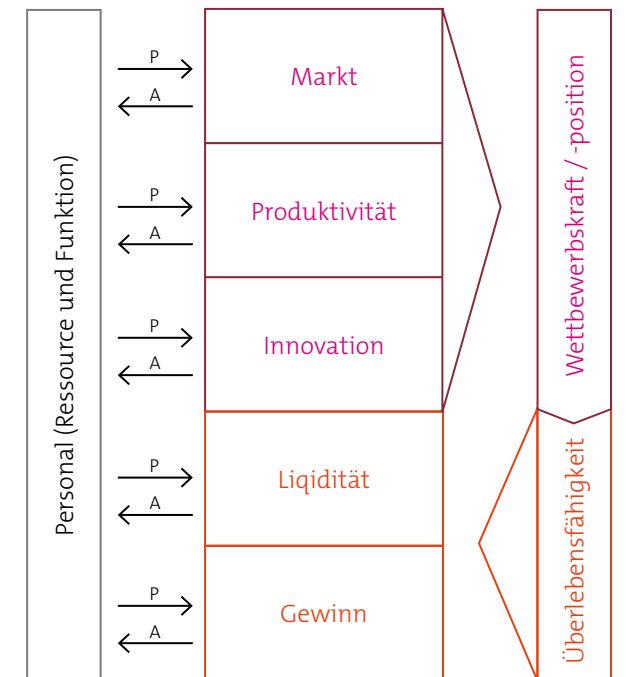 Personal (Ressource und Funktion)
P
A
Markt
P
A
Produktivität
P
A
Innovation
P
A
Liqidität
P
A
Gewinn
Wettbewerbskraft / -position
Überlebensfähigkeit